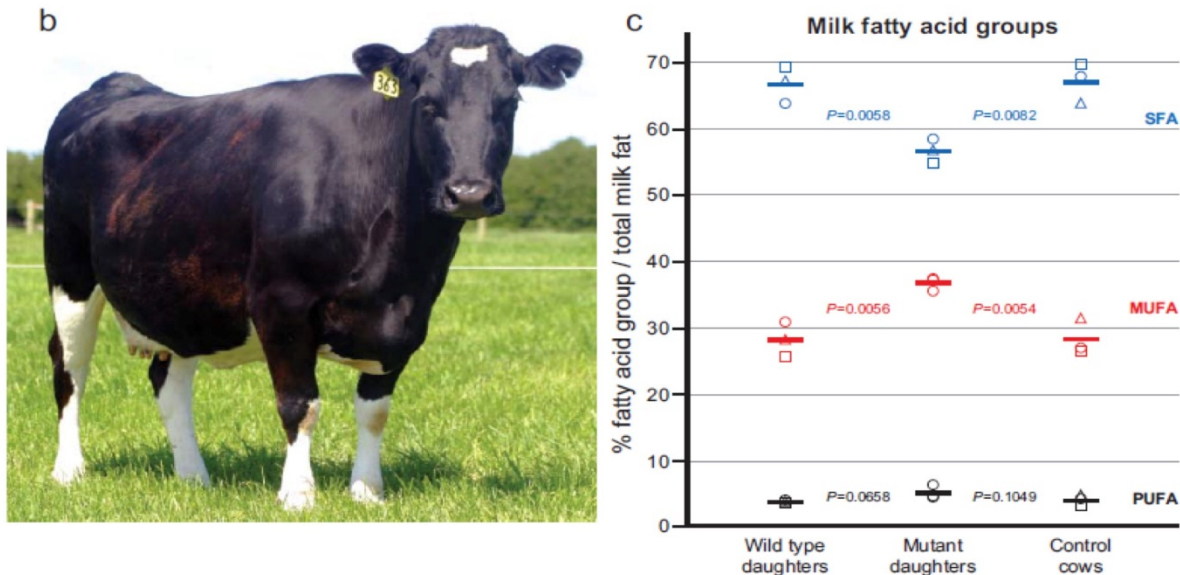 b
363
c
Milk fatty acid groups
% fatty acid group / total milk fat
70
60
50
40
30
20
10
0
P=0.0058
P=0.0082
SFA
P=0.0056
P=0.0054
MUFA
P=0.0658
P=0.1049
PUFA
Wild type
daughters
Mutant
daughters
Control
cows